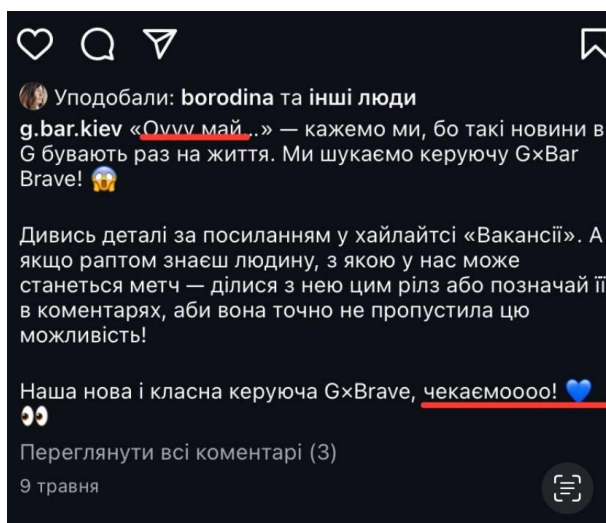 Уподобали: borodina та інші люди
g.bar.kiev «Оууу май...» — кажемо ми, бо такі новини в
G бувають раз на життя. Ми шукаємо керуючу G×Bar
Brave! 😱
Дивись деталі за посиланням у хайлайтсі «Вакансії». А
якщо раптом знаєш людину, з якою у нас може
станеться метч — ділися з нею цим рілз або позначай її
в коментарях, аби вона точно не пропустила цю
можливість!
Наша нова і класна керуюча G×Brave, чекаємоооо! 💙
👀
Переглянути всі коментарі (3)
9 травня